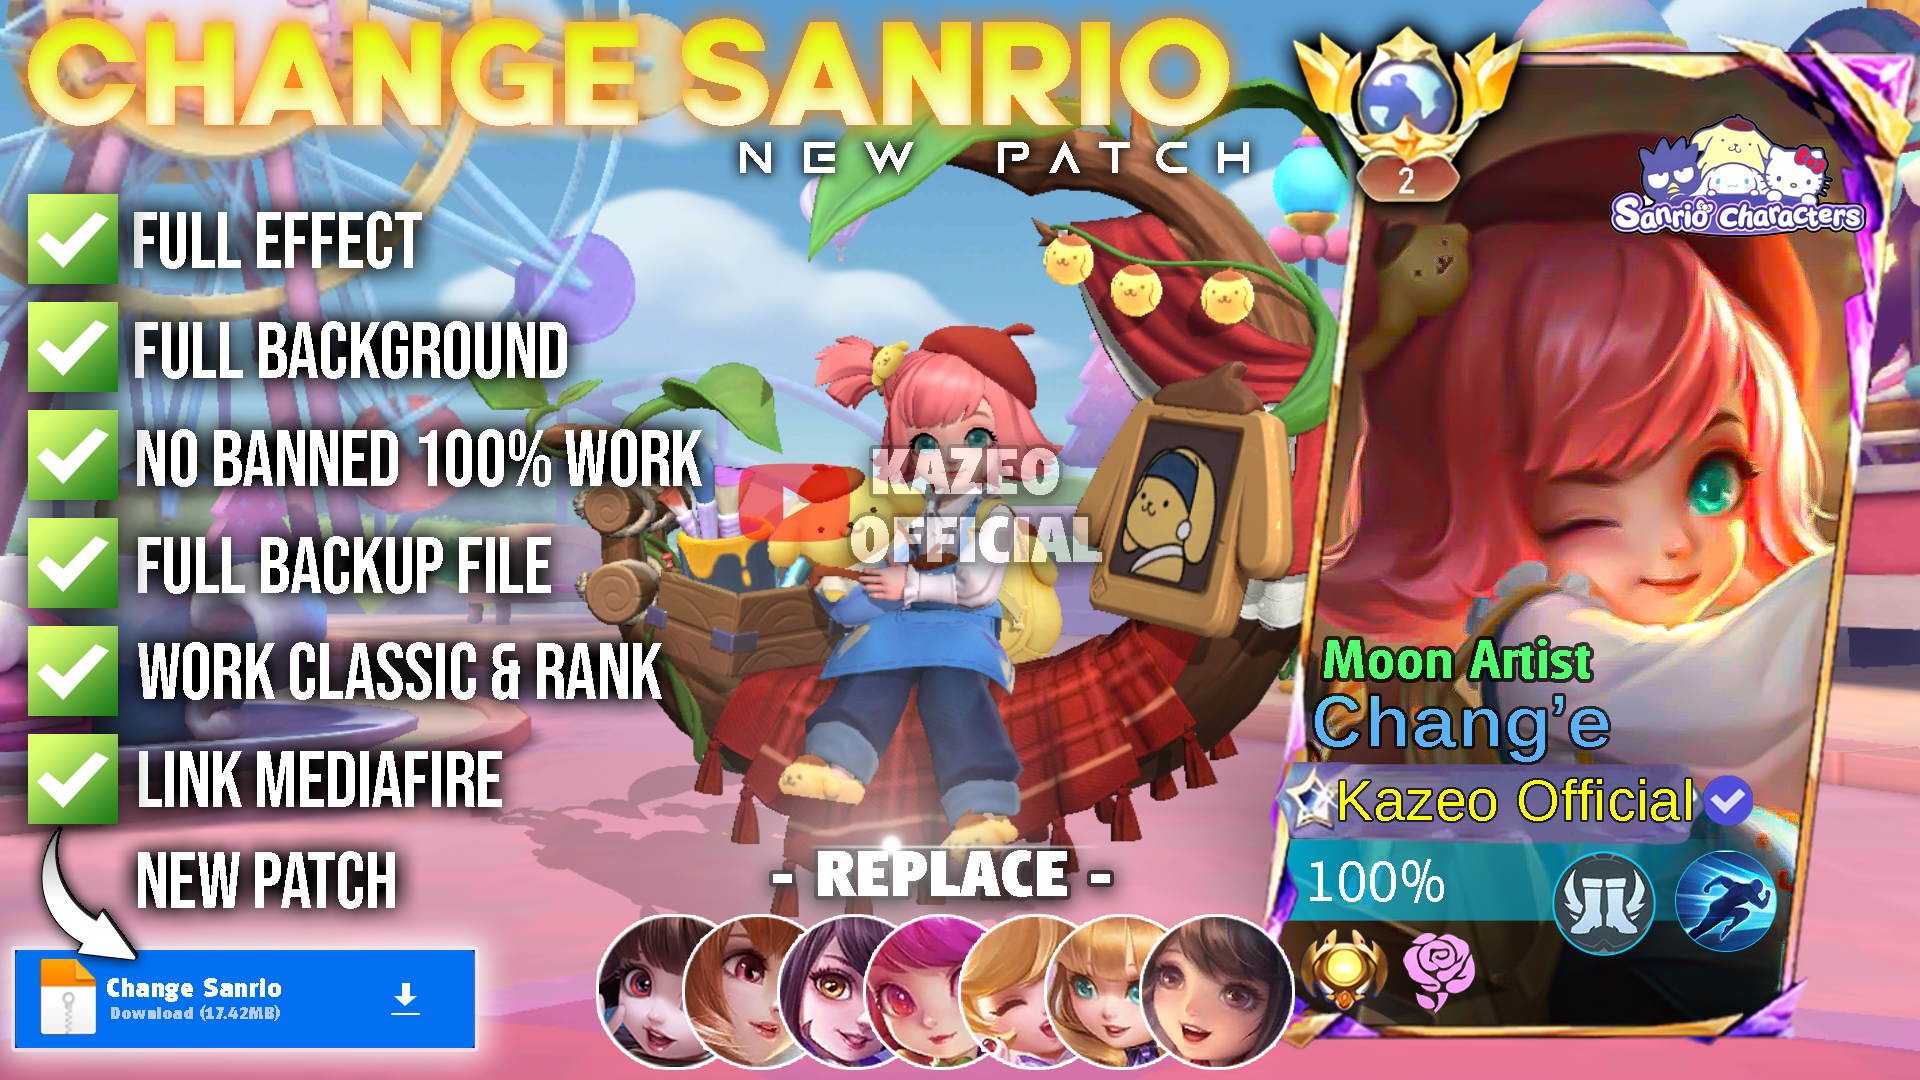 CHANGE SANRIO
NEW PATCH
FULL EFFECT
FULL BACKGROUND
NO BANNED 100% WORK
FULL BACKUP FILE
WORK CLASSIC & RANK
LINK MEDIAFIRE
NEW PATCH
Change Sanrio
Download (17.42MB)
KAZEO
OFFICIAL
- REPLACE -
2
Sanrio characters
Moon Artist
Chang’e
Kazeo Official
100%